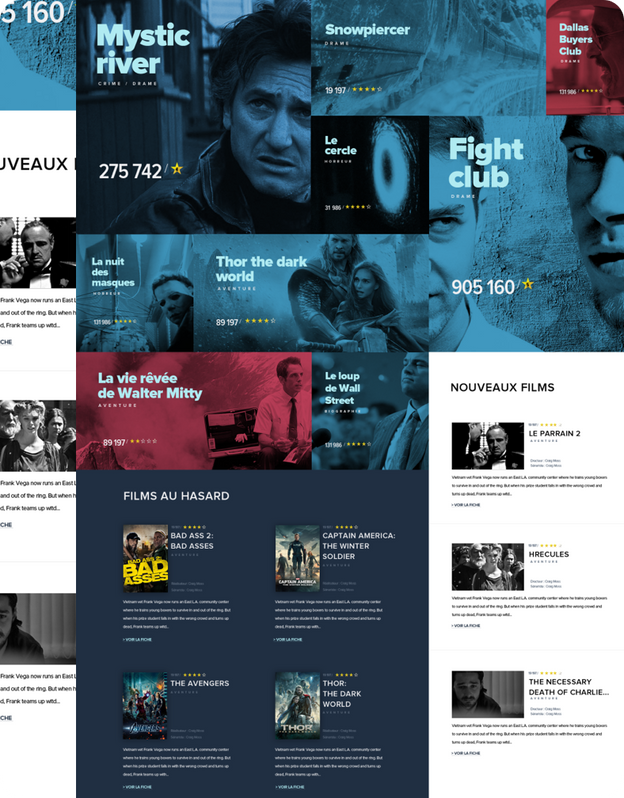 5 160/
UVEAUX
Frank Vega now runs an East L
and out of the ring. But when h
d, Frank teams up witd...
CHE
Frank Vega now runs an East L
and out of the ring. But when h
d, Frank teams up witd...
CHE
Frank Vega now runs an East L
and out of the ring. But when h
d, Frank teams up witd...
CHE
Mystic
river
CRIME / DRAME
275 742/
Snowpiercer
DRAME
19 197/
Dallas
Buyers
Club
DRAME
131 986/
Le
cercle
HORREUR
31 986/
Fight
club
DRAME
905 160/
La nuit
des
masques
HORREUR
131 986/
Thor the dark
world
AVENTURE
89 197/
La vie rêvée
de Walter Mitty
AVENTURE
89 197/
Le loup
de Wall
Street
BIOGRAPHIE
131 986/
FILMS AU HASARD
BAD ASS 2:
BAD ASSES
AVENTURE
BAD ASSES
Vietnam vet Frank Vega now runs an East L.A. community center
where he trains young boxers to survive in and out of the ring. But
when his prize student falls in with the wrong crowd and turns up
dead, Frank teams up witd...
> VOIR LA FICHE
CAPTAIN AMERICA:
THE WINTER
SOLDIER
AVENTURE
CAPTAIN AMERICA
Vietnam vet Frank Vega now runs an East L.A. community center
where he trains young boxers to survive in and out of the ring. But
when his prize student falls in with the wrong crowd and turns up
dead, Frank teams up witd...
> VOIR LA FICHE
THE AVENGERS
AVENTURE
Vietnam vet Frank Vega now runs an East L.A. community center
where he trains young boxers to survive in and out of the ring. But
when his prize student falls in with the wrong crowd and turns up
dead, Frank teams up witd...
> VOIR LA FICHE
THOR:
THE DARK
WORLD
AVENTURE
THOR
Vietnam vet Frank Vega now runs an East L.A. community center
where he trains young boxers to survive in and out of the ring. But
when his prize student falls in with the wrong crowd and turns up
dead, Frank teams up witd...
> VOIR LA FICHE
NOUVEAUX FILMS
LE PARRAIN 2
AVENTURE
Vietnam vet Frank Vega now runs an East L.A. community center where he trains young boxers
to survive in and out of the ring. But when his prize student falls in with the wrong crowd and
turns up dead, Frank teams up witd...
> VOIR LA FICHE
HRECULES
AVENTURE
Vietnam vet Frank Vega now runs an East L.A. community center where he trains young boxers
to survive in and out of the ring. But when his prize student falls in with the wrong crowd and
turns up dead, Frank teams up witd...
> VOIR LA FICHE
THE NECESSARY
DEATH OF CHARLIE...
AVENTURE
Vietnam vet Frank Vega now runs an East L.A. community center where he trains young boxers
to survive in and out of the ring. But when his prize student falls in with the wrong crowd and
turns up dead, Frank teams up witd...
> VOIR LA FICHE